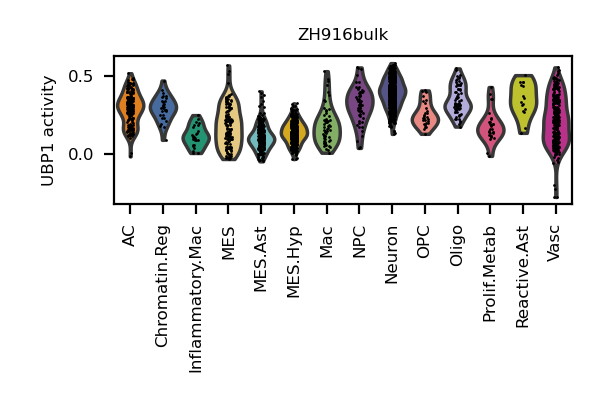 ZH916bulk
UBP1 activity
0.5
0.0
AC
Chromatin.Reg
Inflammatory.Mac
MES
MES.Ast
MES.Hyp
Mac
NPC
Neuron
OPC
Oligo
Prolif.Metab
Reactive.Ast
Vasc